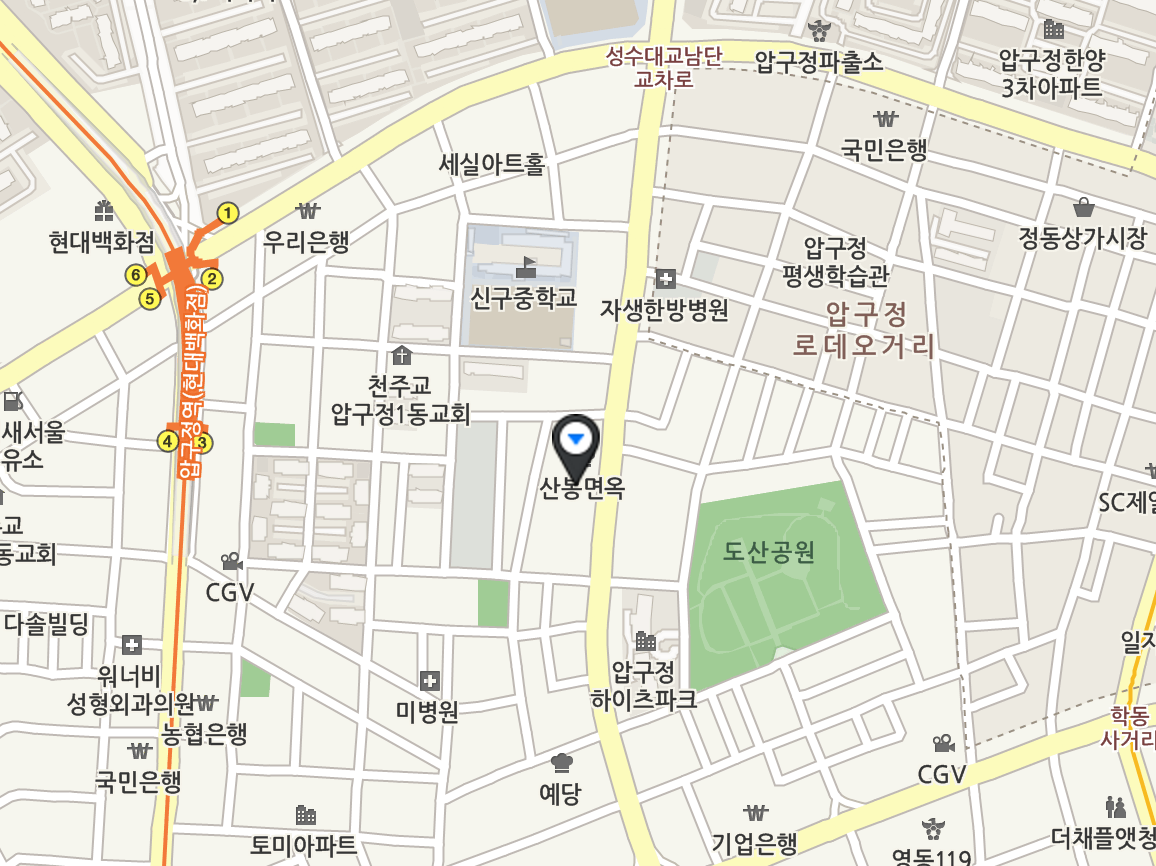 성수대교남단
교차로
압구정파출소
압구정한양
3차아파트
국민은행
세실아트홀
1
현대백화점
우리은행
정동상가시장
압구정
평생학습관
6
2
5
신구중학교
자생한방병원
압구정
로데오거리
압구정역(현대백화점)
천주교
압구정1동교회
새서울
유소
4
3
산봉면옥
SC제일
교
동교회
도산공원
CGV
다솔빌딩
일지
워너비
성형외과의원
압구정
하이츠파크
미병원
농협은행
학동
사거리
국민은행
예당
CGV
토미아파트
기업은행
영동119
더채플앳청